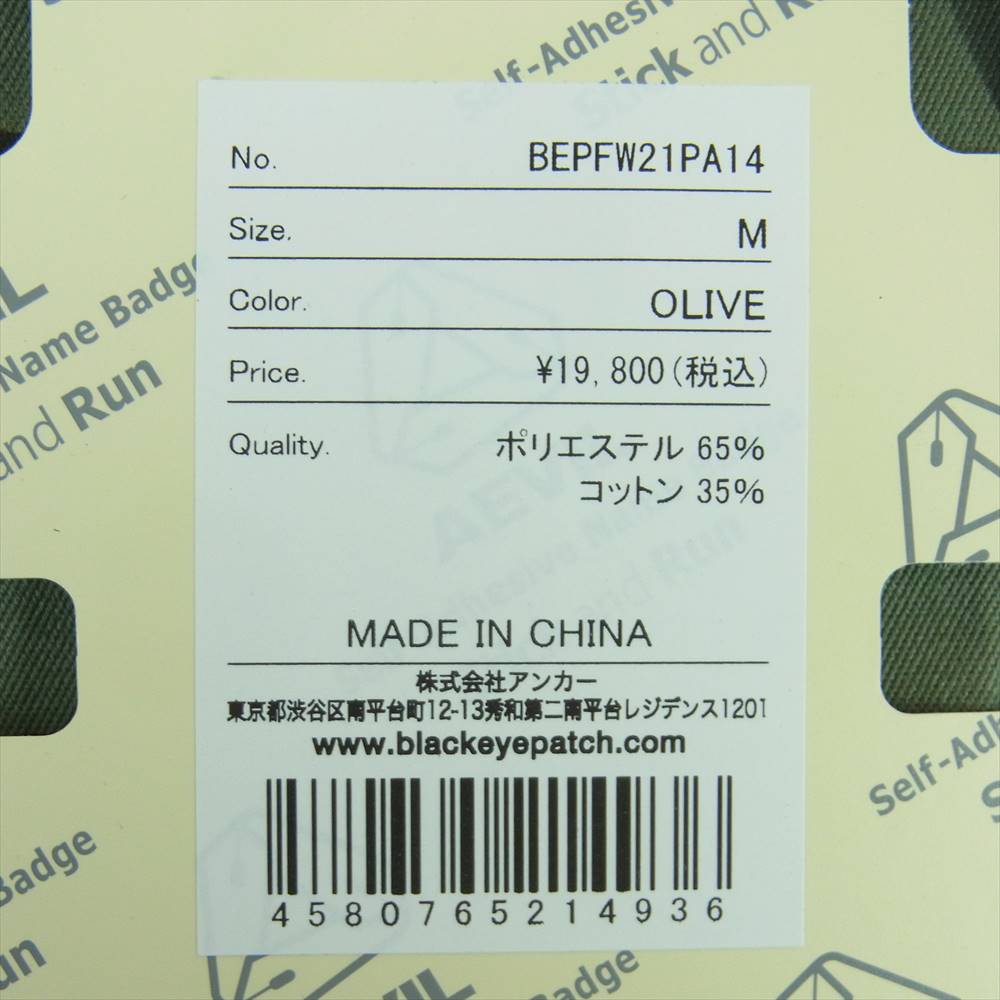 Self-Adhesive
Stick and Run
No. BEPFW21PA14
Size. M
Color. OLIVE
Price. ¥19,800(税込)
Quality. ポリエステル 65%
コットン 35%
MADE IN CHINA
株式会社アンカー
東京都渋谷区南平台町12-13秀和第二南平台レジデンス1201
www.blackeyepatch.com
4580765214936
Name Badge
and Run
AEVIL
Adhesive Name Badge
and Run
Self-Adhe
Badge
Run